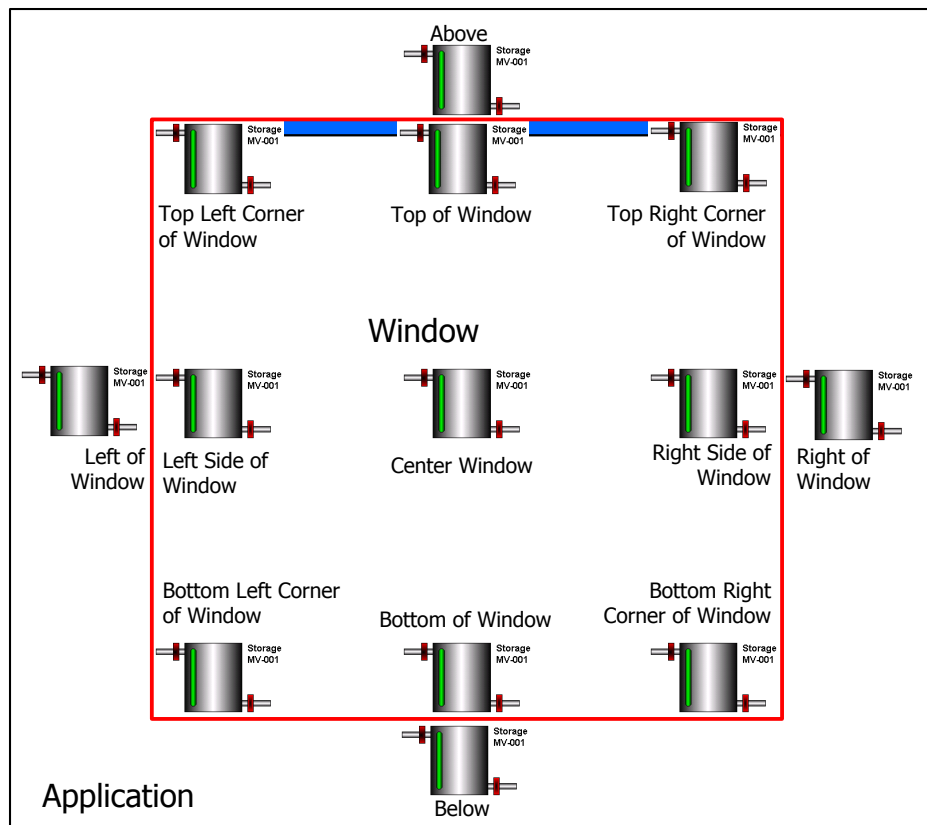 Above
Storage
MV-001
Storage
MV-001
Storage
MV-001
Storage
MV-001
Top Left Corner
of Window
Top of Window
Top Right Corner
of Window
Window
Storage
MV-001
Storage
MV-001
Storage
MV-001
Storage
MV-001
Storage
MV-001
Left of
Window
Left Side of
Window
Center Window
Right Side of
Window
Right of
Window
Bottom Left Corner
of Window
Bottom of Window
Bottom Right
Corner of Window
Storage
MV-001
Storage
MV-001
Storage
MV-001
Storage
MV-001
Below
Application